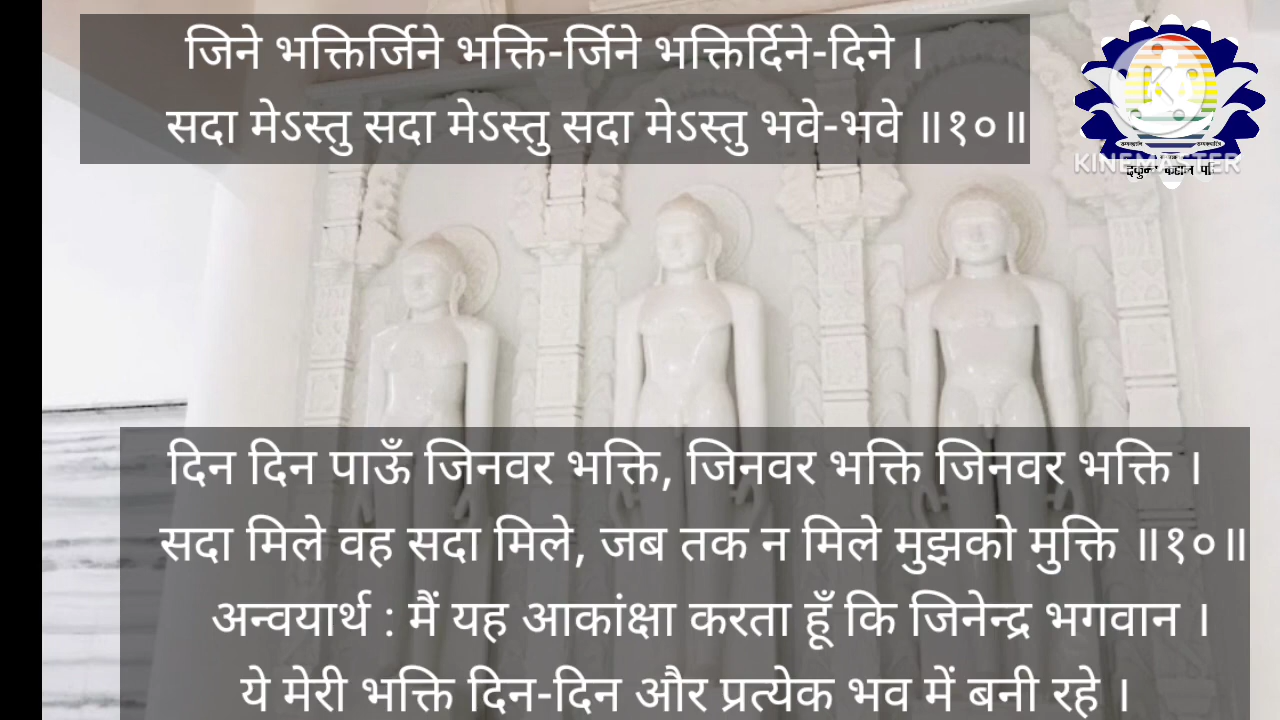 जिने भक्तिर्जिने भक्ति-र्जिने भक्तिर्दिने-दिने ।
सदा मेऽस्तु सदा मेऽस्तु सदा मेऽस्तु भवे-भवे ॥१०॥
KINEMASTER
दिन दिन पाऊँ जिनवर भक्ति, जिनवर भक्ति जिनवर भक्ति ।
सदा मिले वह सदा मिले, जब तक न मिले मुझको मुक्ति ॥१०॥
अन्वयार्थ : मैं यह आकांक्षा करता हूँ कि जिनेन्द्र भगवान ।
ये मेरी भक्ति दिन-दिन और प्रत्येक भव में बनी रहे ।